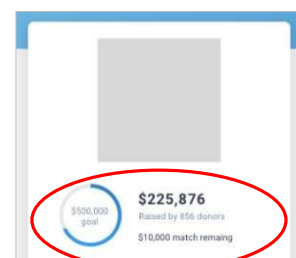 $500,000
goal
$225,876
Raised by 856 donors
$10,000 match remaing